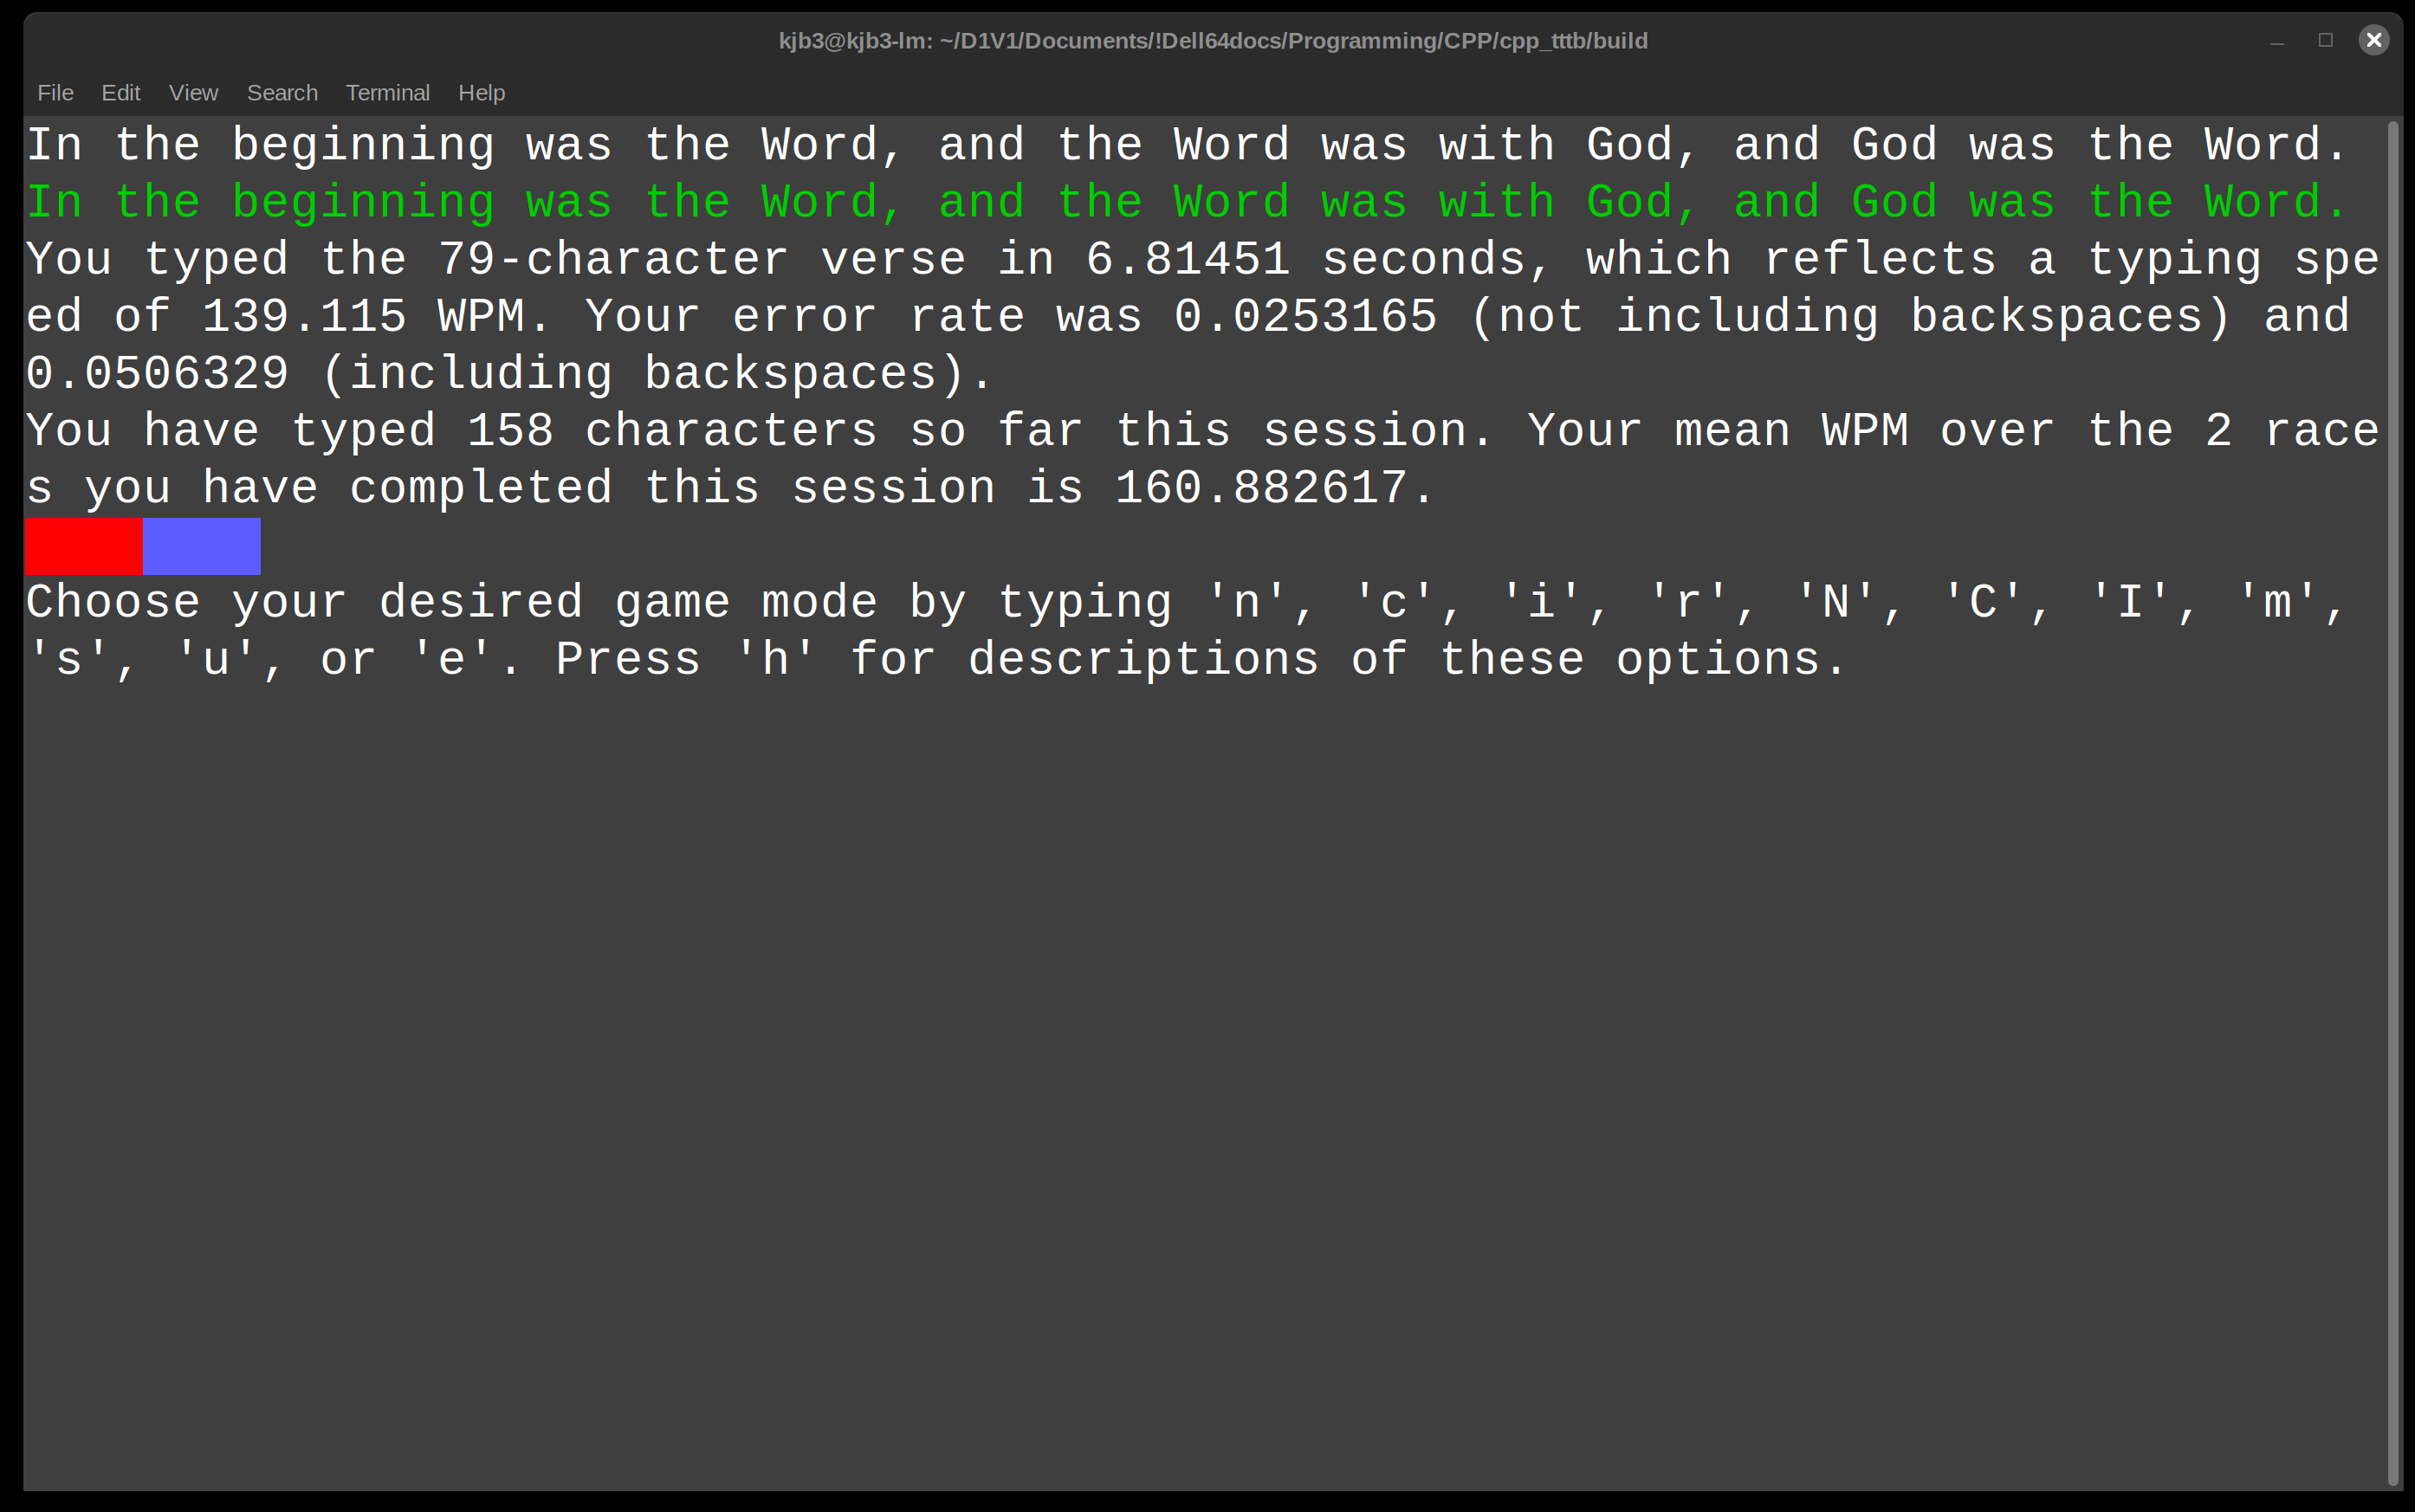 kjb3@kjb3-lm: ~/D1V1/Documents/!Dell64docs/Programming/CPP/cpp_tttb/build
File Edit View Search Terminal Help
In the beginning was the Word, and the Word was with God, and God was the Word.
In the beginning was the Word, and the Word was with God, and God was the Word.
You typed the 79-character verse in 6.81451 seconds, which reflects a typing spe
ed of 139.115 WPM. Your error rate was 0.0253165 (not including backspaces) and
0.0506329 (including backspaces).
You have typed 158 characters so far this session. Your mean WPM over the 2 race
s you have completed this session is 160.882617.
Choose your desired game mode by typing 'n', 'c', 'i', 'r', 'N', 'C', 'I', 'm',
's', 'u', or 'e'. Press 'h' for descriptions of these options.